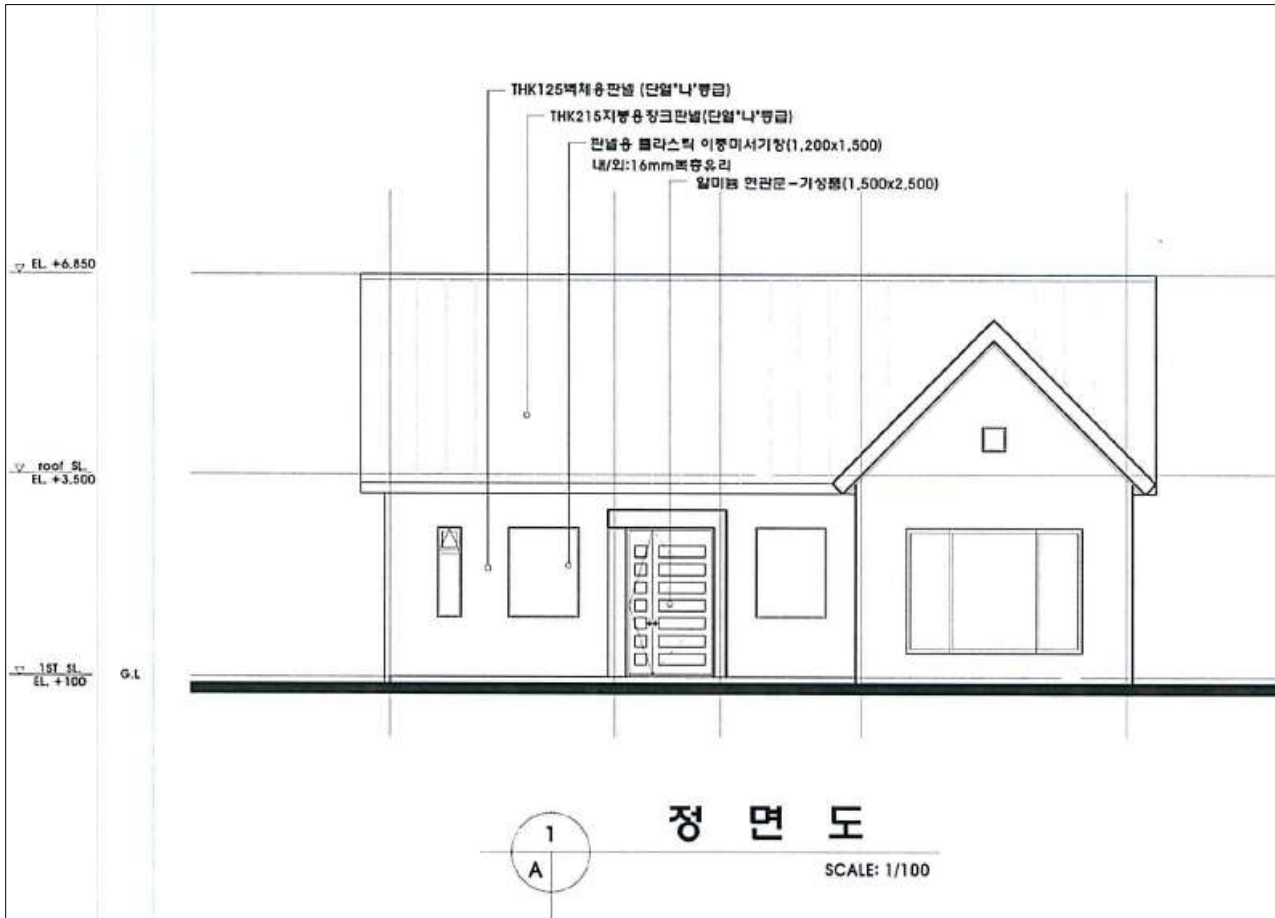 THK125벽체용판넬 (단열"나"등급)
THK215지붕용징크판넬(단열"나"등급)
판넬용 플라스틱 이중미서기창(1,200x1,500)
내/외:16mm복층유리
알미늄 현관문-기성품(1,500x2,500)
EL. +6,850
roof SL.
EL. +3,500
1ST SL.
EL. +100
G.L
1
A
정 면 도
SCALE: 1/100